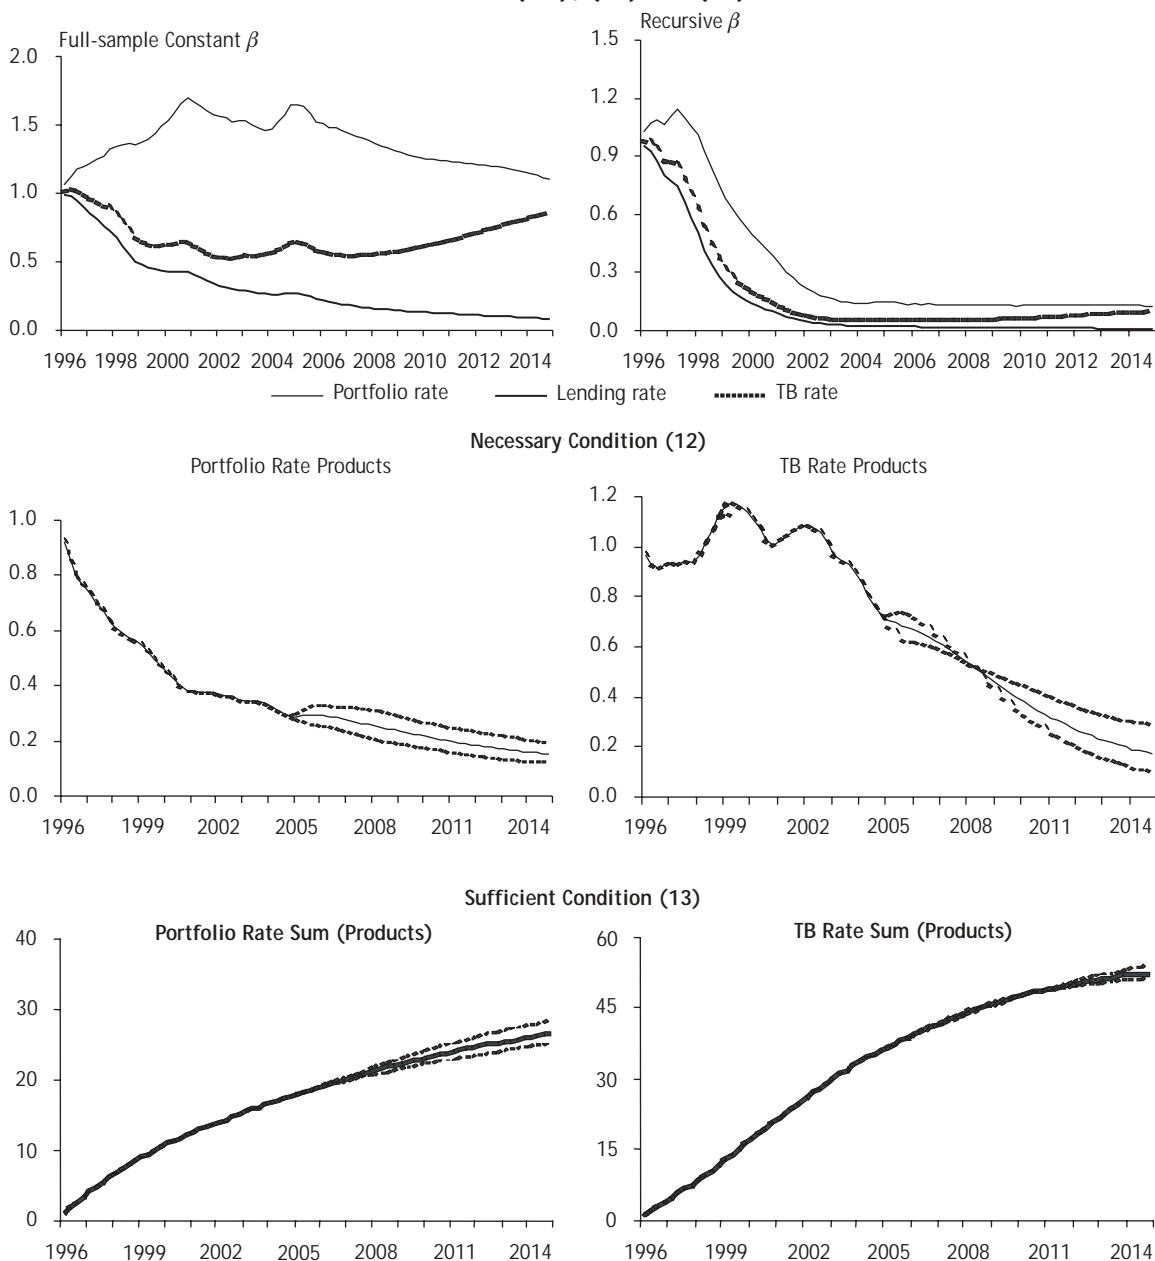 Recursive β
Full-sample Constant β
2.0
1.5
1.0
0.5
0.0
1996 1998 2000 2002 2004 2006 2008 2010 2012 2014
1.5
1.2
0.9
0.6
0.3
0.0
1996 1998 2000 2002 2004 2006 2008 2010 2012 2014
Portfolio rate Lending rate TB rate
Necessary Condition (12)
Portfolio Rate Products
1.0
0.8
0.6
0.4
0.2
0.0
1996 1999 2002 2005 2008 2011 2014
TB Rate Products
1.2
1.0
0.8
0.6
0.4
0.2
0.0
1996 1999 2002 2005 2008 2011 2014
Sufficient Condition (13)
Portfolio Rate Sum (Products)
40
30
20
10
0
1996 1999 2002 2005 2008 2011 2014
TB Rate Sum (Products)
60
45
30
15
0
1996 1999 2002 2005 2008 2011 2014